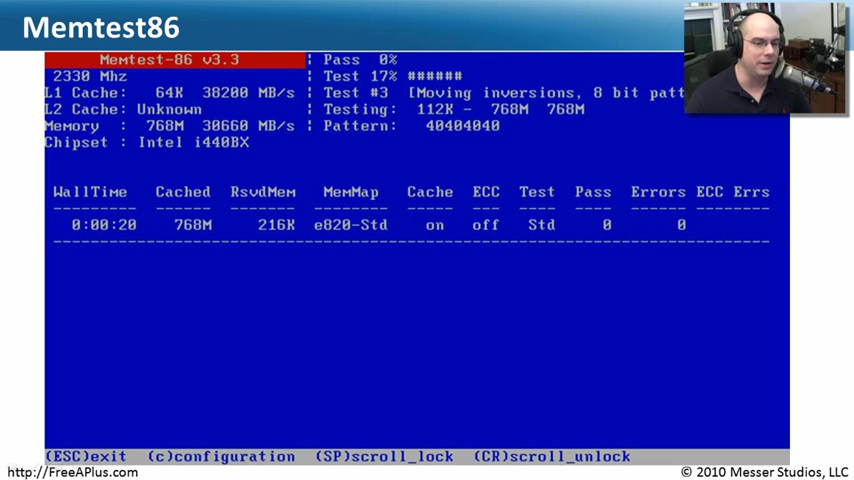 Memtest86
Memtest-86 v3.3 ¦ Pass 0%
2330 Mhz ¦ Test 17% ######
L1 Cache: 64K 38200 MB/s ¦ Test #3 [Moving inversions, 8 bit patt
L2 Cache: Unknown ¦ Testing: 112K - 768M 768M
Memory : 768M 30660 MB/s ¦ Pattern: 40404040
Chipset : Intel i440BX
WallTime Cached RsvdMem MemMap Cache ECC Test Pass Errors ECC Errs
0:00:20 768M 216K e820-Std on off Std 0 0
(ESC)exit (c)configuration (SP)scroll_lock (CR)scroll_unlock
http://FreeAPlus.com
© 2010 Messer Studios, LLC